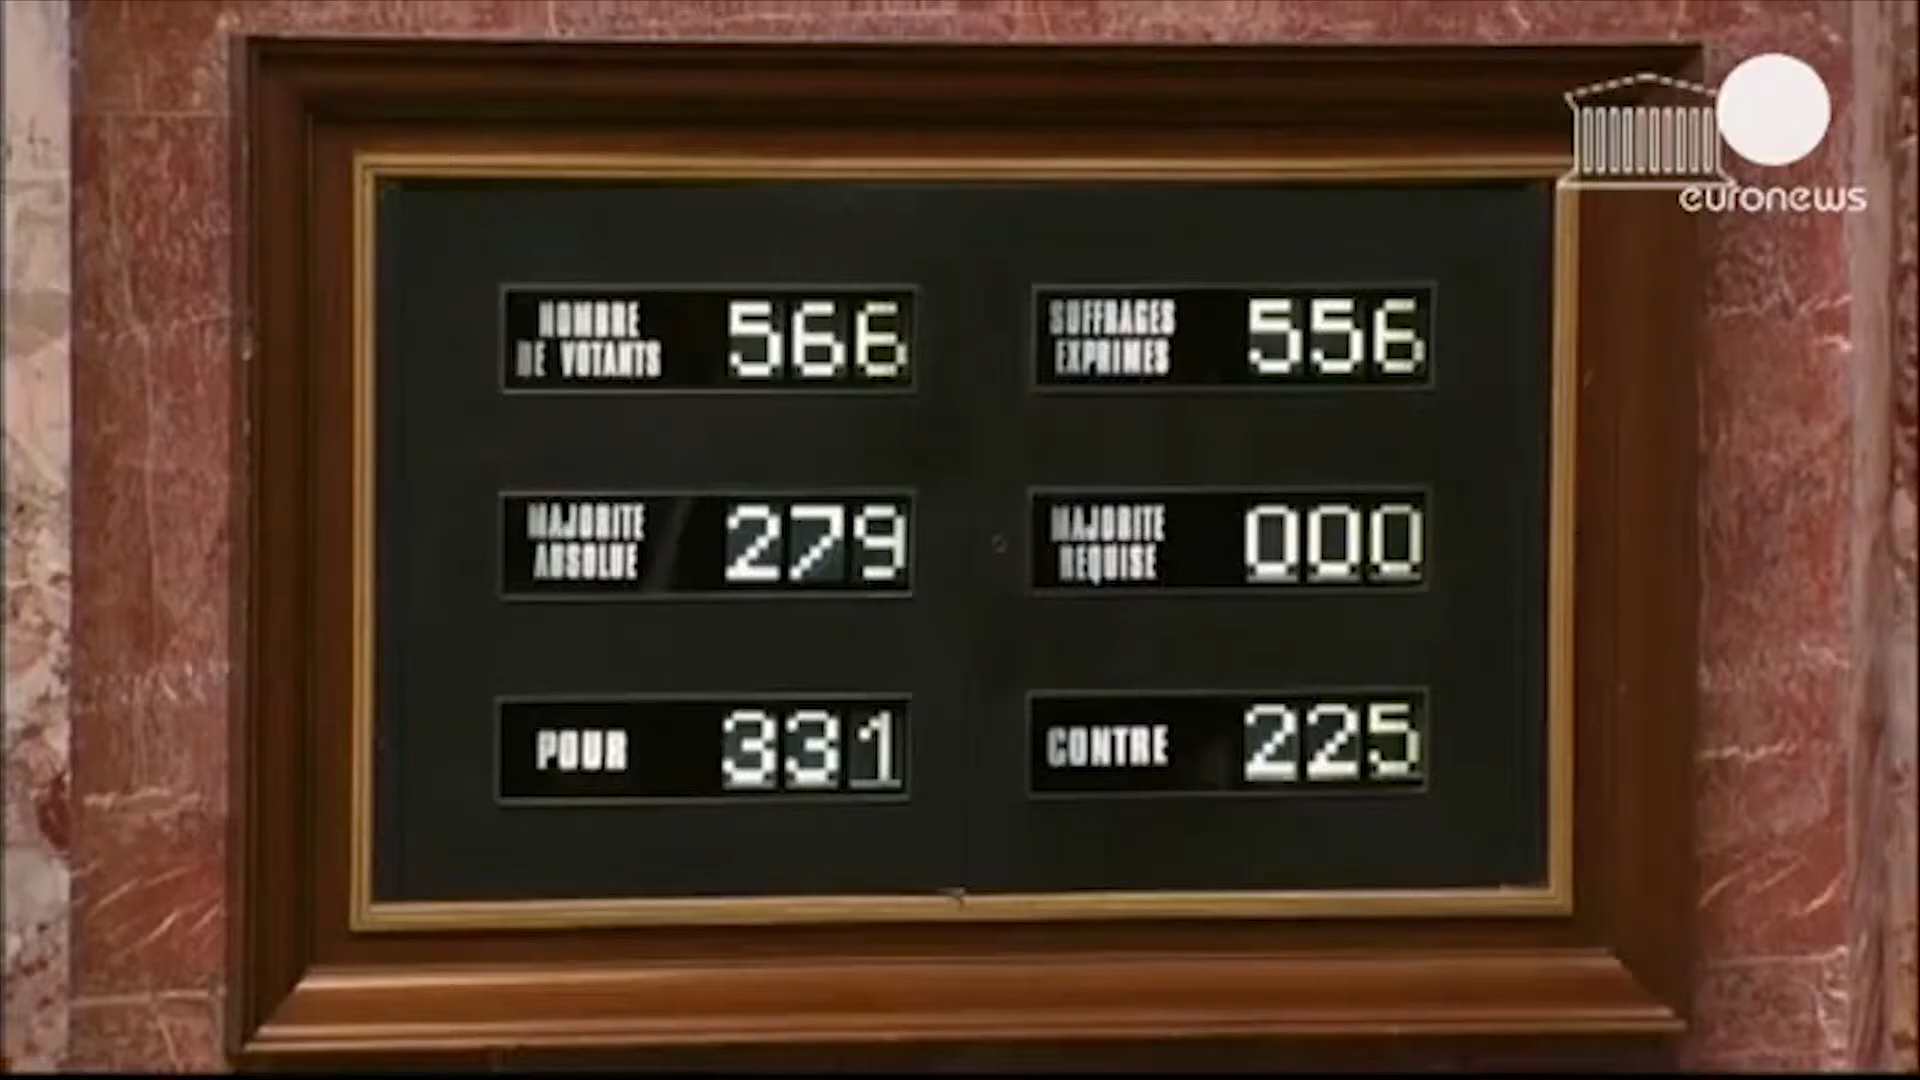 euronews
NOMBRE
DE VOTANTS
566
SUFFRAGES
EXPRIMES
556
MAJORITE
ABSOLUE
279
MAJORITE
REQUISE
000
POUR
331
CONTRE
225